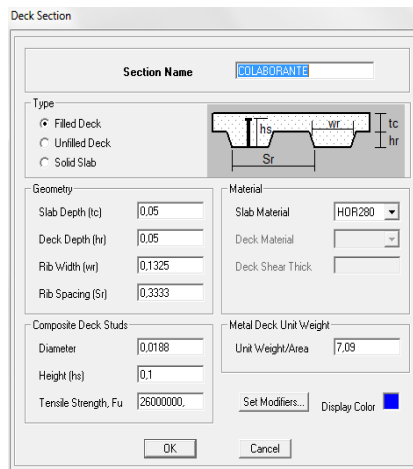 Deck Section
Section Name COLABORANTE
Type
Filled Deck
Unfilled Deck
Solid Slab
hs wr tc
hr
Sr
Geometry
Slab Depth (tc) 0,05
Deck Depth (hr) 0,05
Rib Width (wr) 0,1325
Rib Spacing (Sr) 0,3333
Material
Slab Material HOR280
Deck Material
Deck Shear Thick
Composite Deck Studs
Diameter 0,0188
Height (hs) 0,1
Tensile Strength, Fu 26000000,
Metal Deck Unit Weight
Unit Weight/Area 7,09
Set Modifiers... Display Color
OK Cancel